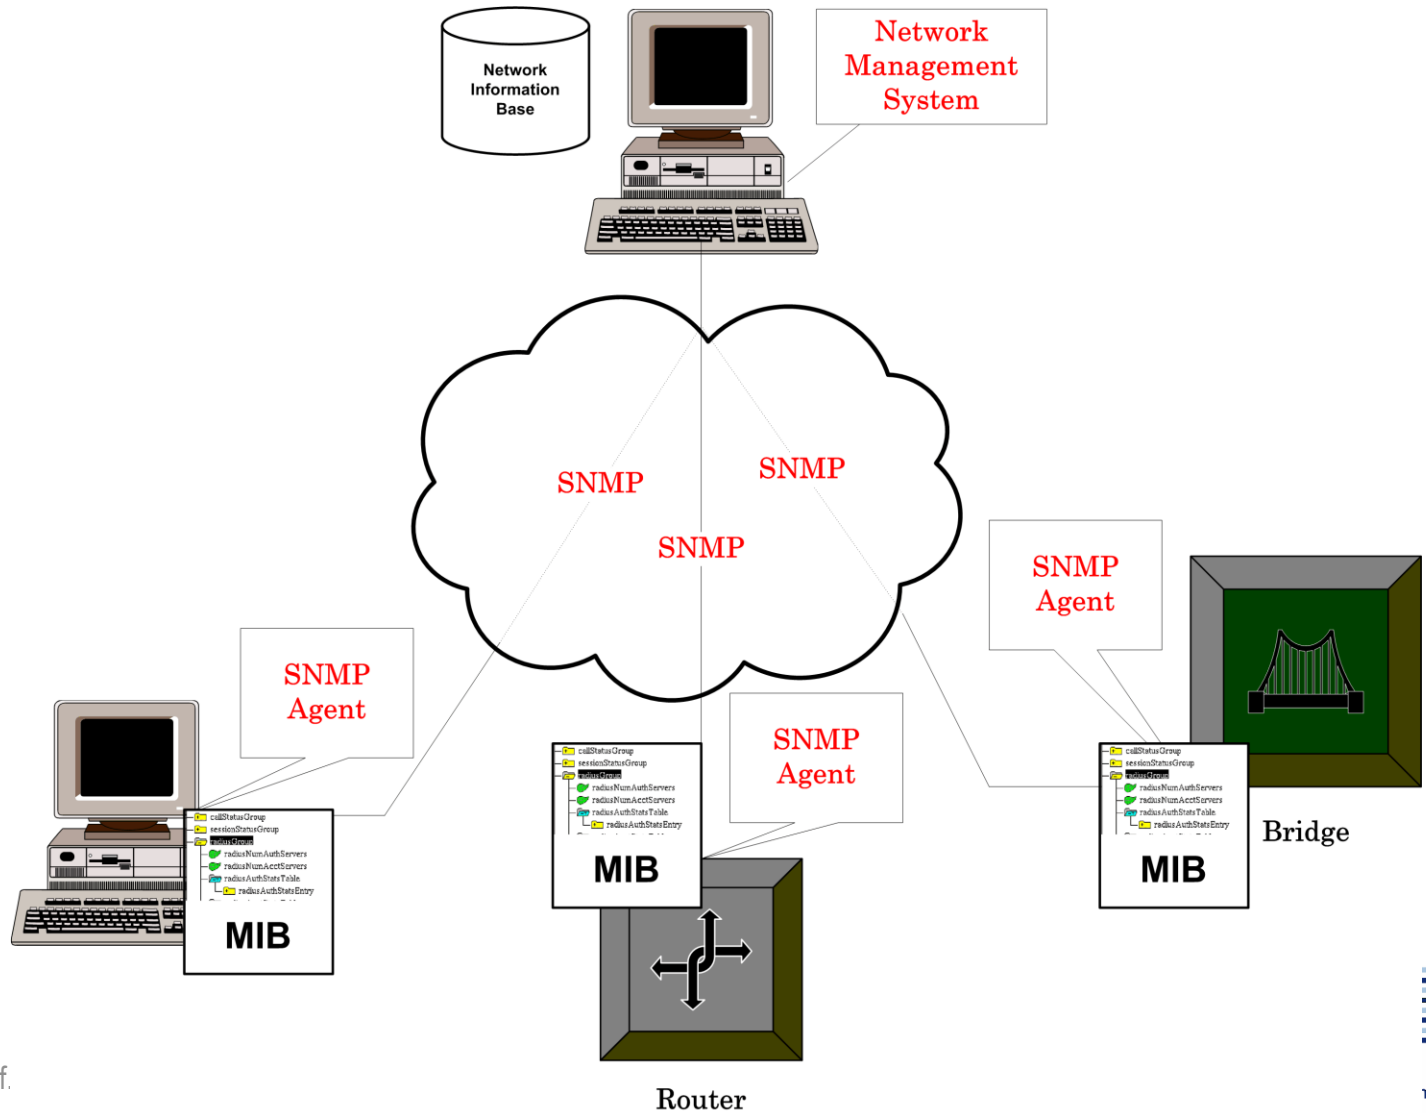 Network
Information
Base
Network
Management
System
SNMP
SNMP
SNMP
SNMP
Agent
SNMP
Agent
SNMP
Agent
callStatusGroup
sessionStatusGroup
radiusGroup
radiusNumAuthServers
radiusNumAcctServers
radiusAuthStatsTable
radiusAuthStatsEntry
MIB
callStatusGroup
sessionStatusGroup
radiusGroup
radiusNumAuthServers
radiusNumAcctServers
radiusAuthStatsTable
radiusAuthStatsEntry
MIB
Bridge
callStatusGroup
sessionStatusGroup
radiusGroup
radiusNumAuthServers
radiusNumAcctServers
radiusAuthStatsTable
radiusAuthStatsEntry
MIB
f.
Router